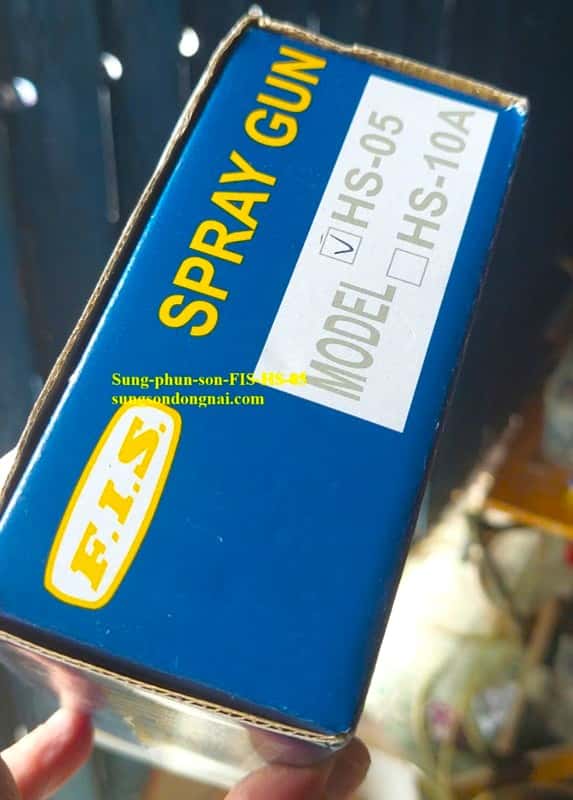 SPRAY GUN
MODEL HS-05
HS-10A
Sung-phun-son-FIS-HS-05
sungsondongnai.com
F.I.S.